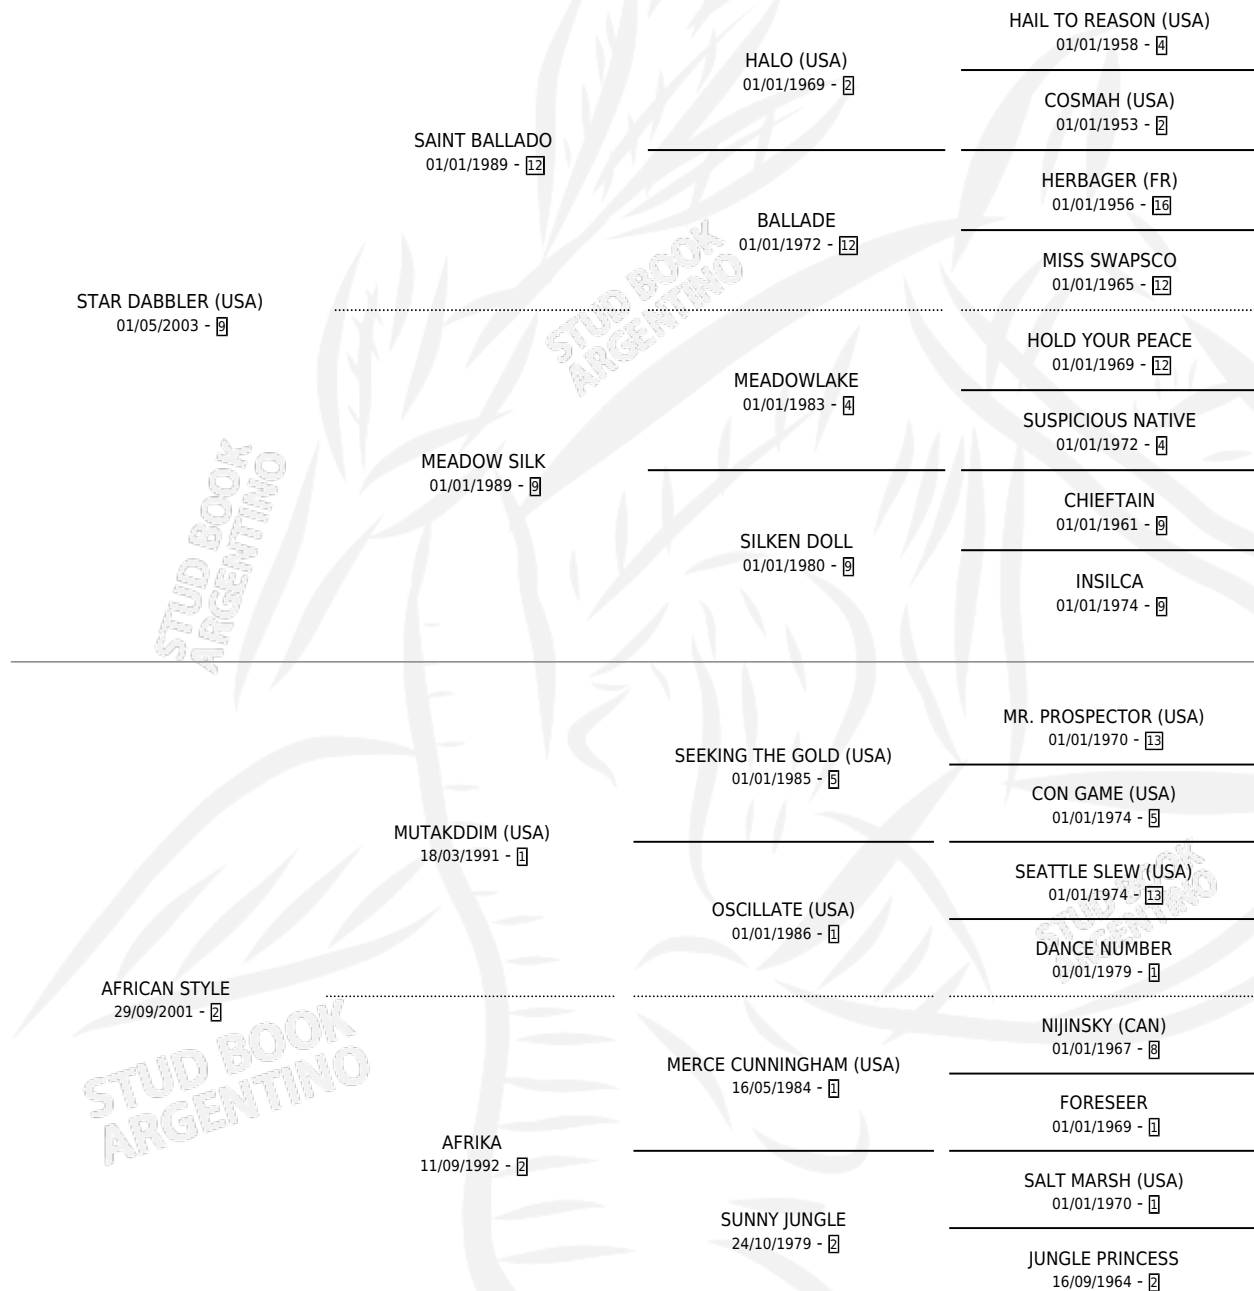 HAIL TO REASON (USA)
01/01/1958 - 4
HALO (USA)
01/01/1969 - 2
COSMAH (USA)
01/01/1953 - 2
SAINT BALLADO
01/01/1989 - 12
HERBAGER (FR)
01/01/1956 - 16
BALLADE
01/01/1972 - 12
MISS SWAPSCO
01/01/1965 - 12
STAR DABBLER (USA)
01/05/2003 - 9
HOLD YOUR PEACE
01/01/1969 - 12
MEADOWLAKE
01/01/1983 - 4
SUSPICIOUS NATIVE
01/01/1972 - 4
MEADOW SILK
01/01/1989 - 9
CHIEFTAIN
01/01/1961 - 9
SILKEN DOLL
01/01/1980 - 9
INSILCA
01/01/1974 - 9
MR. PROSPECTOR (USA)
01/01/1970 - 13
SEEKING THE GOLD (USA)
01/01/1985 - 5
CON GAME (USA)
01/01/1974 - 5
MUTAKDDIM (USA)
18/03/1991 - 1
SEATTLE SLEW (USA)
01/01/1974 - 13
OSCILLATE (USA)
01/01/1986 - 1
DANCE NUMBER
01/01/1979 - 1
AFRICAN STYLE
29/09/2001 - 2
NIJINSKY (CAN)
01/01/1967 - 8
MERCE CUNNINGHAM (USA)
16/05/1984 - 1
FORESEER
01/01/1969 - 1
AFRIKA
11/09/1992 - 2
SALT MARSH (USA)
01/01/1970 - 1
SUNNY JUNGLE
24/10/1979 - 2
JUNGLE PRINCESS
16/09/1964 - 2
STUD BOOK
ARGENTINO
STUD BOOK
ARGENTINO
STUD BOOK
ARGENTINO
STUD BOOK
ARGENTINO